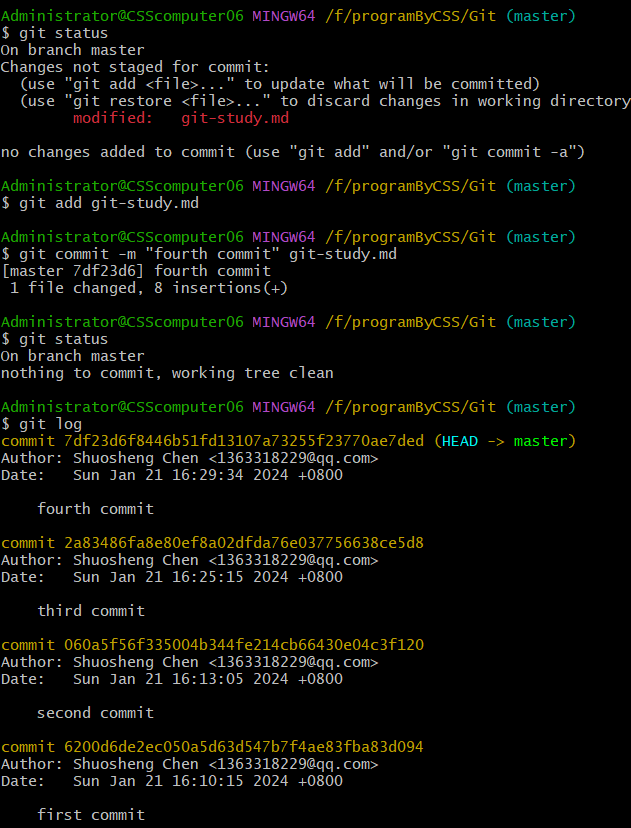 Administrator@CSScomputer06 MINGW64 /f/programByCSS/Git (master)
$ git status
On branch master
Changes not staged for commit:
  (use "git add <file>..." to update what will be committed)
  (use "git restore <file>..." to discard changes in working directory
        modified:   git-study.md

no changes added to commit (use "git add" and/or "git commit -a")

Administrator@CSScomputer06 MINGW64 /f/programByCSS/Git (master)
$ git add git-study.md

Administrator@CSScomputer06 MINGW64 /f/programByCSS/Git (master)
$ git commit -m "fourth commit" git-study.md
[master 7df23d6] fourth commit
 1 file changed, 8 insertions(+)

Administrator@CSScomputer06 MINGW64 /f/programByCSS/Git (master)
$ git status
On branch master
nothing to commit, working tree clean

Administrator@CSScomputer06 MINGW64 /f/programByCSS/Git (master)
$ git log
commit 7df23d6f8446b51fd13107a73255f23770ae7ded (HEAD -> master)
Author: Shuosheng Chen <1363318229@qq.com>
Date:   Sun Jan 21 16:29:34 2024 +0800

    fourth commit

commit 2a83486fa8e80ef8a02dfda76e037756638ce5d8
Author: Shuosheng Chen <1363318229@qq.com>
Date:   Sun Jan 21 16:25:15 2024 +0800

    third commit

commit 060a5f56f335004b344fe214cb66430e04c3f120
Author: Shuosheng Chen <1363318229@qq.com>
Date:   Sun Jan 21 16:13:05 2024 +0800

    second commit

commit 6200d6de2ec050a5d63d547b7f4ae83fba83d094
Author: Shuosheng Chen <1363318229@qq.com>
Date:   Sun Jan 21 16:10:15 2024 +0800

    first commit